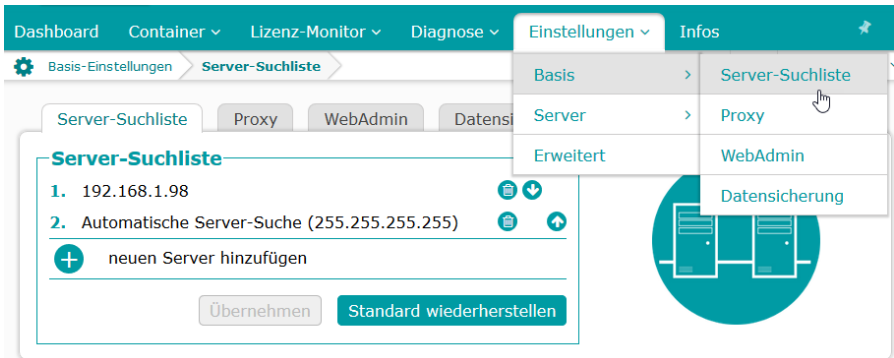 Dashboard Container Lizenz-Monitor Diagnose Einstellungen Infos
Basis-Einstellungen Server-Suchliste
Basis
Server
Erweitert
Server-Suchliste
Proxy
WebAdmin
Datensicherung
Server-Suchliste Proxy WebAdmin Datensi
Server-Suchliste
1. 192.168.1.98
2. Automatische Server-Suche (255.255.255.255)
neuen Server hinzufügen
Übernehmen Standard wiederherstellen